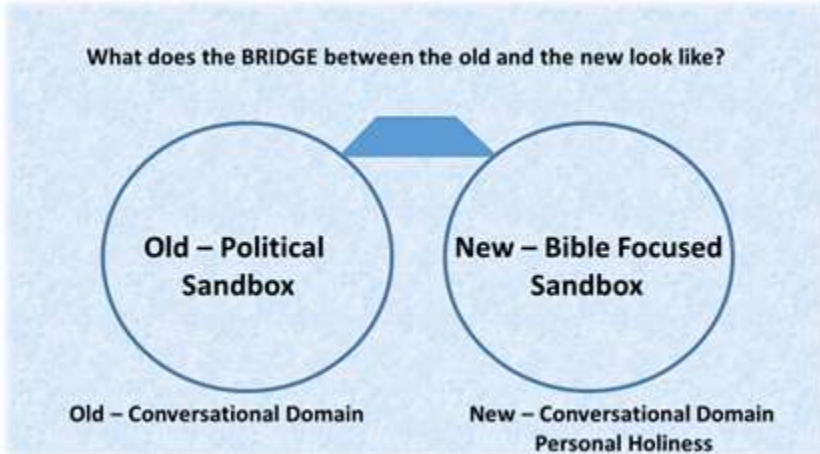 What does the BRIDGE between the old and the new look like?
Old – Political
Sandbox
New – Bible Focused
Sandbox
Old – Conversational Domain
New – Conversational Domain
Personal Holiness